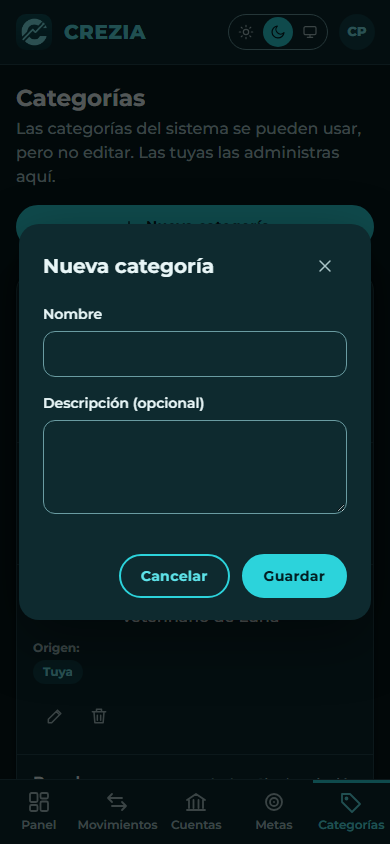 CREZIA
CP
Categorías
Las categorías del sistema se pueden usar,
pero no editar. Las tuyas las administras
aquí.
Nueva categoría
Nombre
Descripción (opcional)
Cancelar
Guardar
Origen:
Tuya
Panel
Movimientos
Cuentas
Metas
Categorías